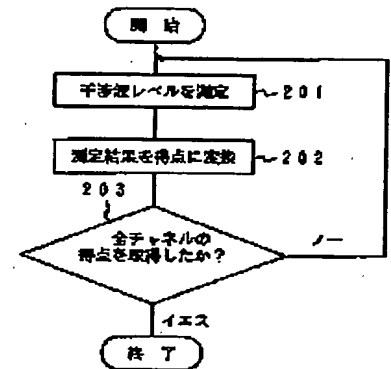 開始
干渉波レベルを測定
201
測定結果を得点に変換
202
203
全チャネルの
得点を取得したか?
ノー
イエス
終了